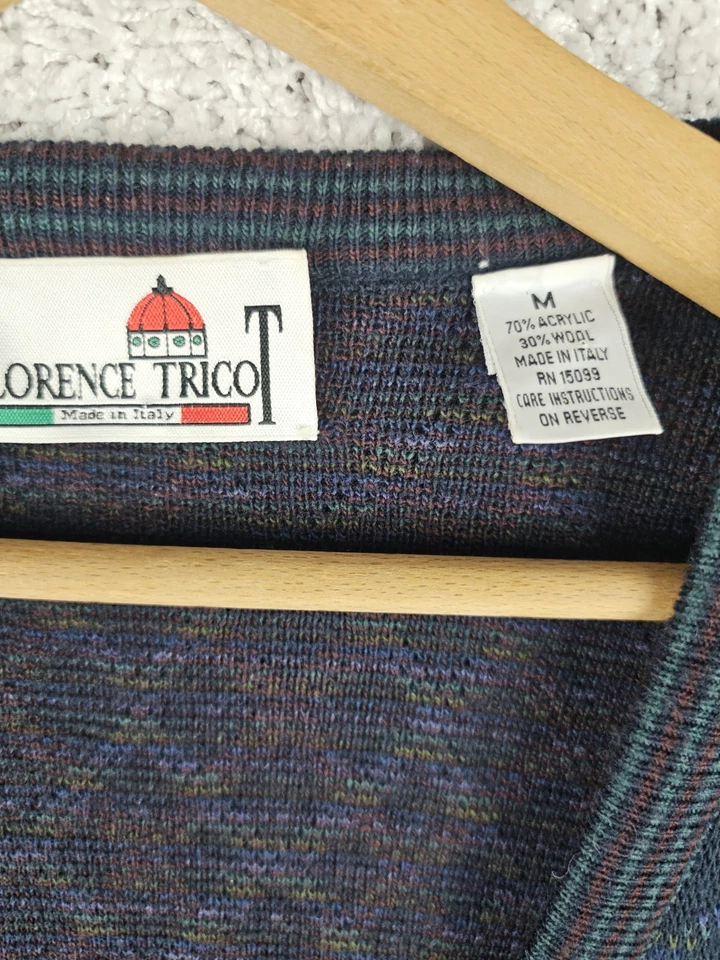 LORENCE TRICOT
Made in Italy
M
70% ACRYLIC
30% WOOL
MADE IN ITALY
RN 15099
CARE INSTRUCTIONS
ON REVERSE